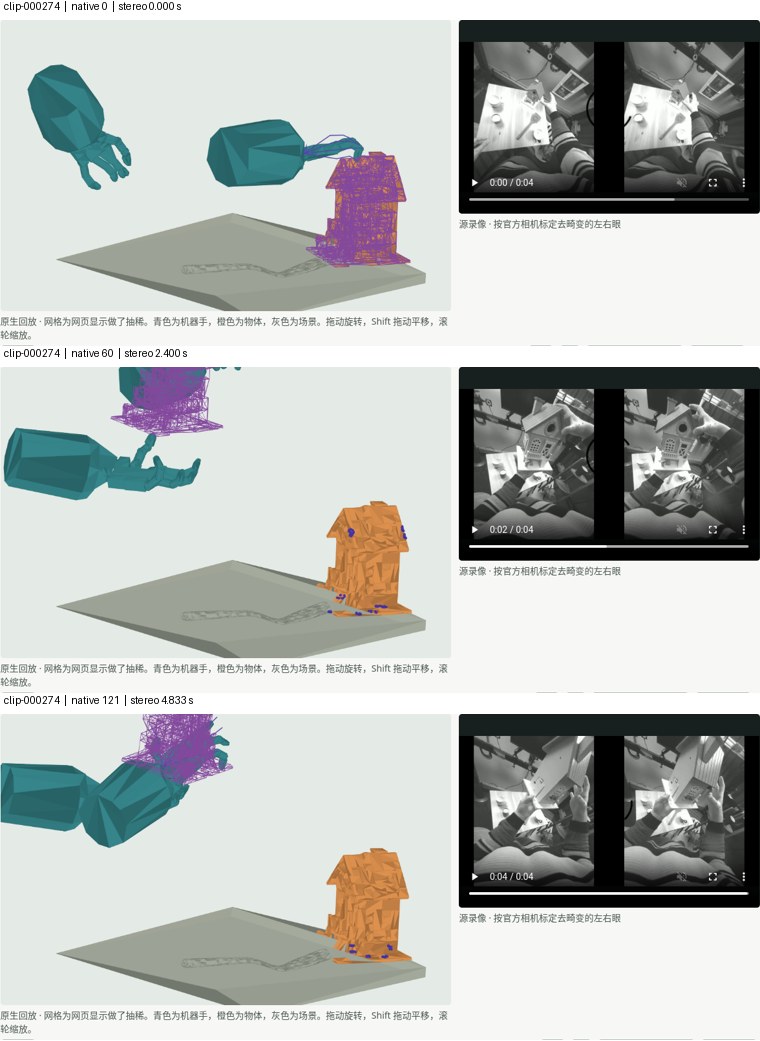 clip-000274 | native 0 | stereo 0.000 s
0:00 / 0:04
源录像 · 按官方相机标定去畸变的左右眼
原生回放 · 网格为网页显示做了抽稀。青色为机器手，橙色为物体，灰色为场景。拖动旋转，Shift 拖动平移，滚
轮缩放。
clip-000274 | native 60 | stereo 2.400 s
0:02 / 0:04
源录像 · 按官方相机标定去畸变的左右眼
原生回放 · 网格为网页显示做了抽稀。青色为机器手，橙色为物体，灰色为场景。拖动旋转，Shift 拖动平移，滚
轮缩放。
clip-000274 | native 121 | stereo 4.833 s
0:04 / 0:04
源录像 · 按官方相机标定去畸变的左右眼
原生回放 · 网格为网页显示做了抽稀。青色为机器手，橙色为物体，灰色为场景。拖动旋转，Shift 拖动平移，滚
轮缩放。